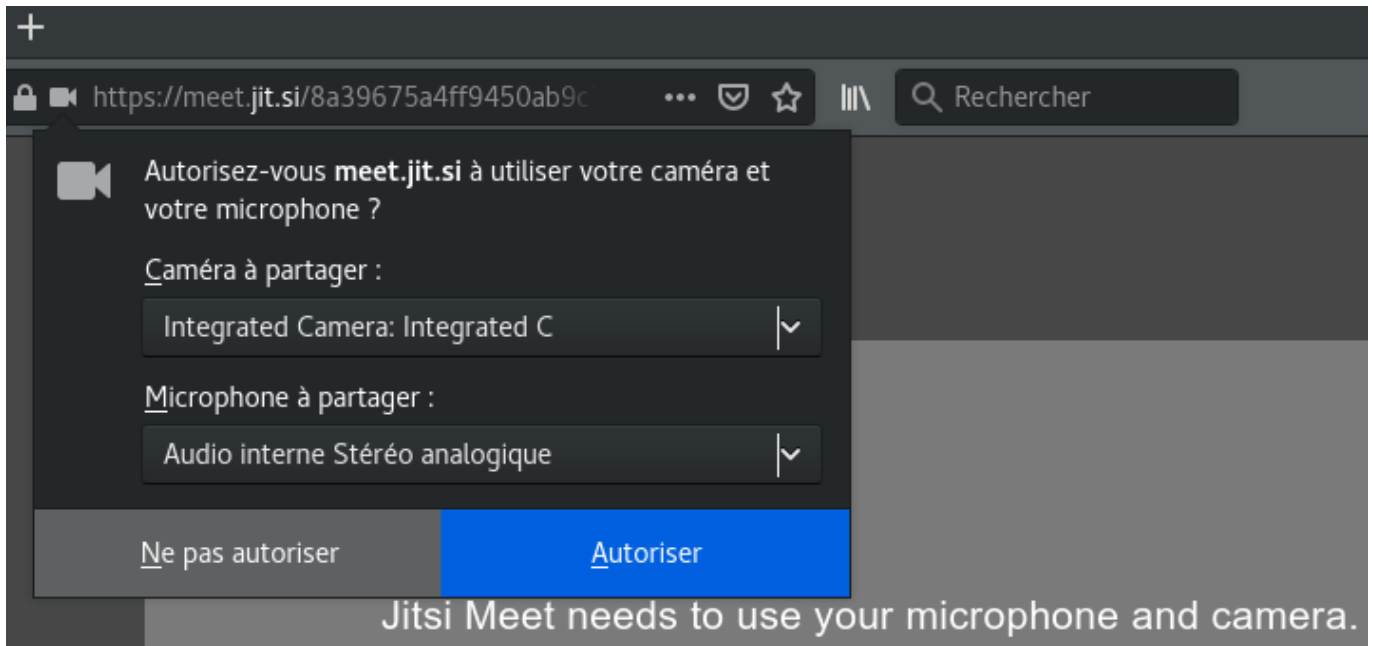 https://meet.jit.si/8a39675a4ff9450ab9c
Rechercher
Autorisez-vous meet.jit.si à utiliser votre caméra et
votre microphone ?
Caméra à partager :
Integrated Camera: Integrated C
Microphone à partager :
Audio interne Stéréo analogique
Ne pas autoriser
Autoriser
Jitsi Meet needs to use your microphone and camera.